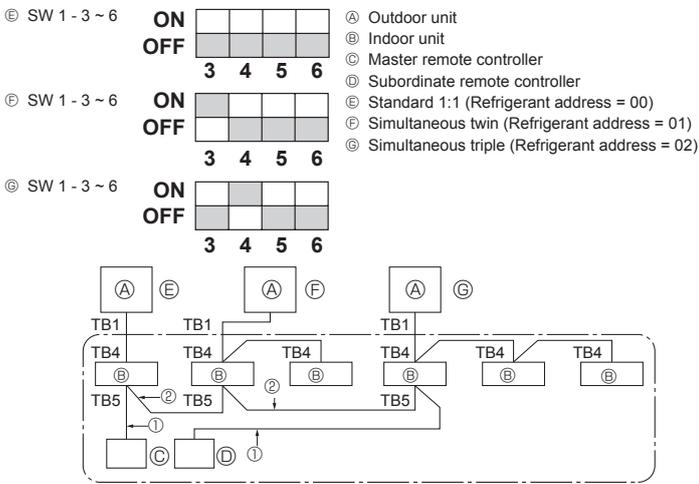 Ⓔ SW 1 - 3 ~ 6
ON
OFF
3 4 5 6
Ⓕ SW 1 - 3 ~ 6
ON
OFF
3 4 5 6
Ⓖ SW 1 - 3 ~ 6
ON
OFF
3 4 5 6
Ⓐ Outdoor unit
Ⓑ Indoor unit
Ⓒ Master remote controller
Ⓓ Subordinate remote controller
Ⓔ Standard 1:1 (Refrigerant address = 00)
Ⓕ Simultaneous twin (Refrigerant address = 01)
Ⓖ Simultaneous triple (Refrigerant address = 02)
Ⓐ Ⓔ Ⓐ Ⓕ Ⓐ Ⓖ
TB1 TB1 TB1
TB4 TB4 TB4 TB4 TB4 TB4
Ⓑ Ⓑ Ⓑ Ⓑ Ⓑ Ⓑ
TB5 ② TB5 ② TB5
①
Ⓒ Ⓓ ①